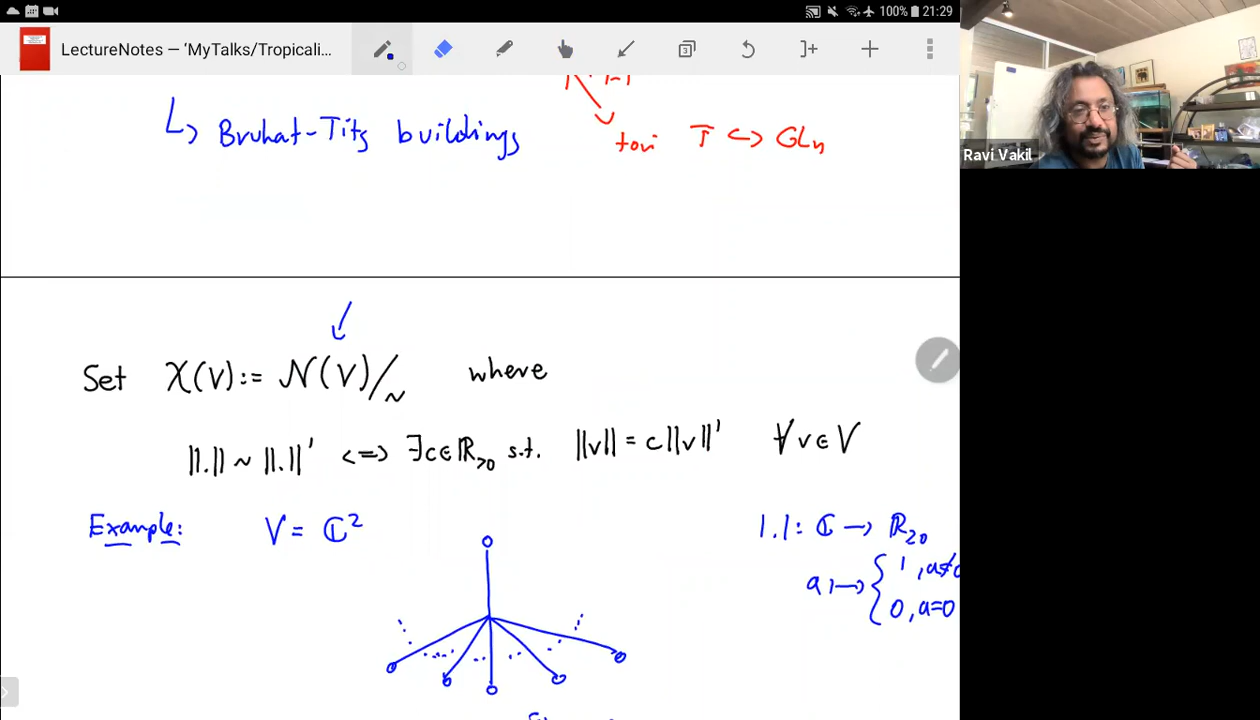 100% 21:29
LectureNotes — ‘MyTalks/Tropicali...
Ravi Vakil
↳ Bruhat-Tits buildings
tori T ↪ GLn
Set X(V) := N(V)/~ where
||.|| ~ ||.||' <=> ∃c∈ℝ>0 s.t. ||v|| = c||v||' ∀v∈V
Example: V = ℂ²
|.|: ℂ → ℝ≥0
a ↦ { 1, a≠0
0, a=0